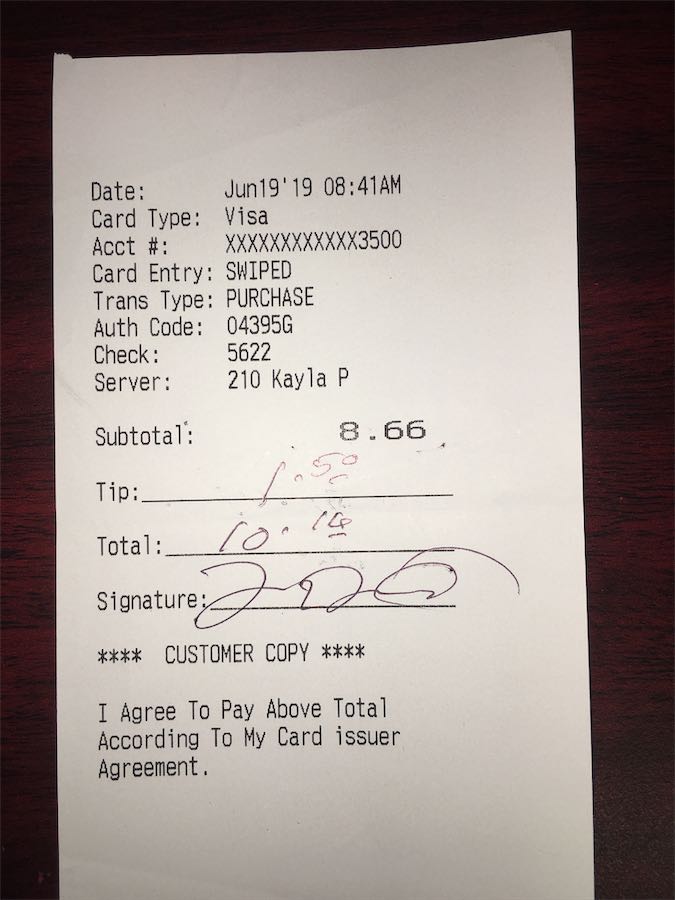 Date: Jun19'19 08:41AM
Card Type: Visa
Acct #: XXXXXXXXXXXX3500
Card Entry: SWIPED
Trans Type: PURCHASE
Auth Code: 04395G
Check: 5622
Server: 210 Kayla P
Subtotal: 8.66
Tip: 1.50
Total: 10.16
Signature:
**** CUSTOMER COPY ****
I Agree To Pay Above Total
According To My Card issuer
Agreement.